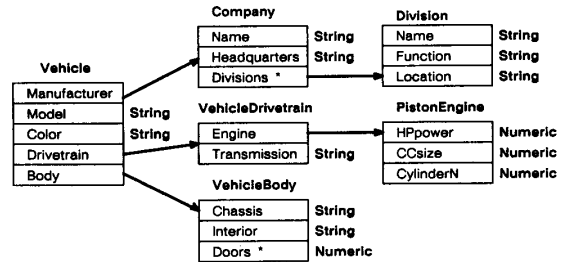 Company
Name String
Headquarters String
Divisions *
Division
Name String
Function String
Location String
Vehicle
Manufacturer
Model String
Color String
Drivetrain
Body
VehicleDrivetrain
Engine
Transmission String
PistonEngine
HPpower Numeric
CCsize Numeric
CylinderN Numeric
VehicleBody
Chassis String
Interior String
Doors * Numeric